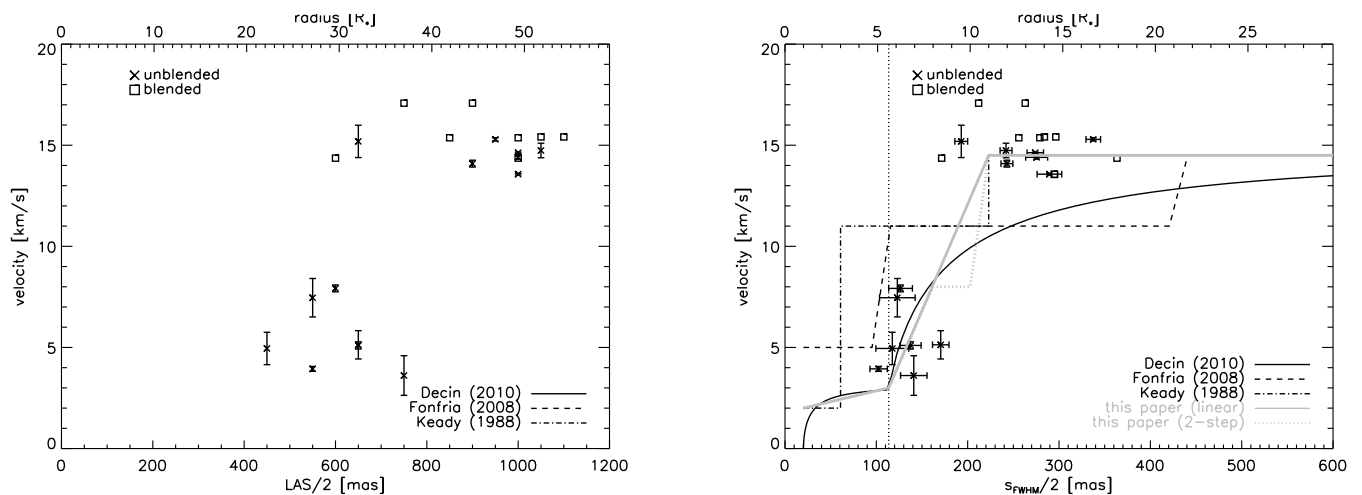 radius [R*]
0 10 20 30 40 50
20
15
10
5
0
velocity [km/s]
unblended
blended
Decin (2010)
Fonfria (2008)
Keady (1988)
0 200 400 600 800 1000 1200
LAS/2 [mas]
radius [R*]
0 5 10 15 20 25
20
15
10
5
0
velocity [km/s]
unblended
blended
Decin (2010)
Fonfria (2008)
Keady (1988)
this paper (linear)
this paper (2-step)
0 100 200 300 400 500 600
sFWHM/2 [mas]